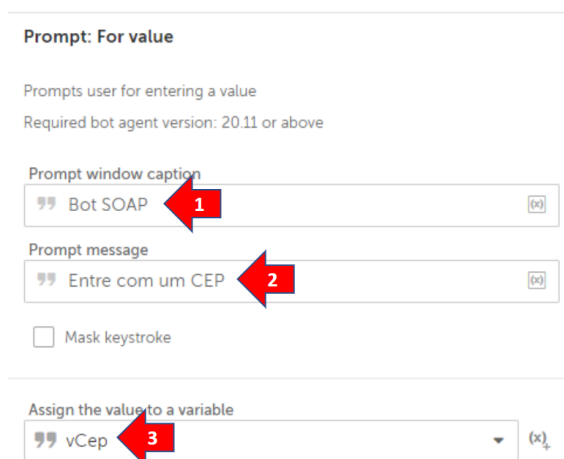 Prompt: For value
Prompts user for entering a value
Required bot agent version: 20.11 or above
Prompt window caption
Bot SOAP
1
(x)
Prompt message
Entre com um CEP
2
(x)
Mask keystroke
Assign the value to a variable
vCep
3
(x)+